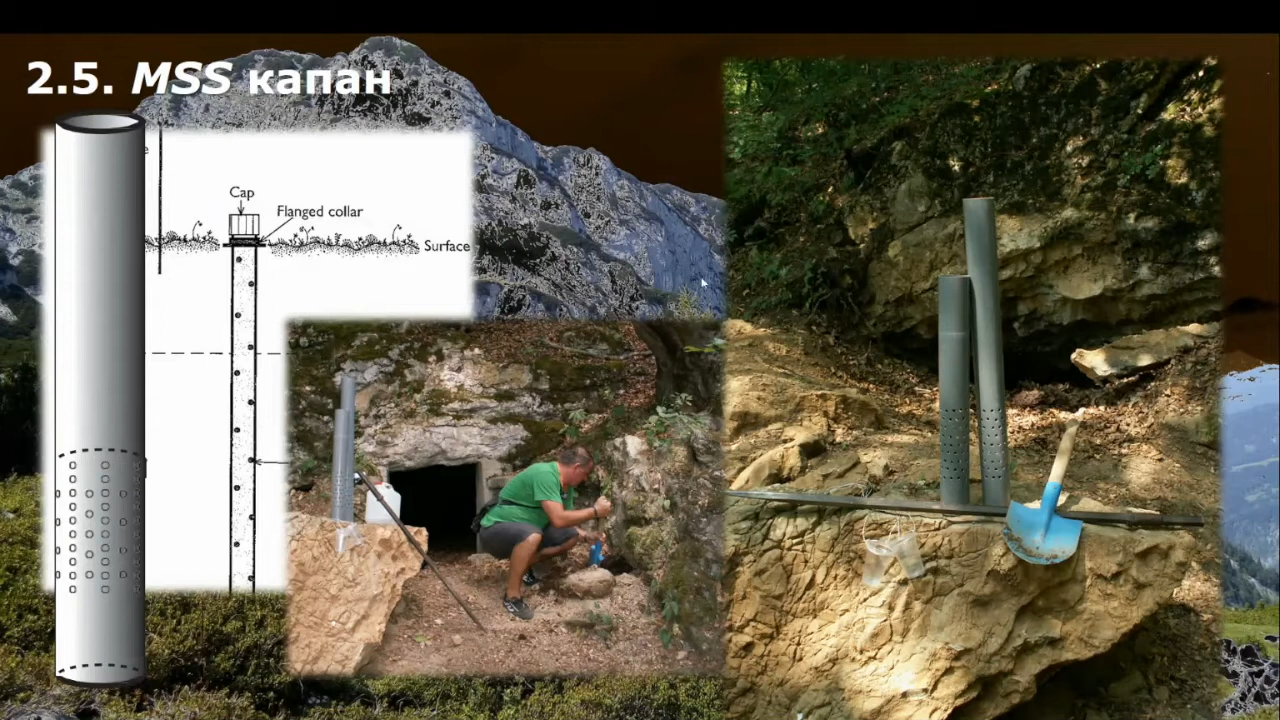 2.5. MSS капан
Cap
Flanged collar
Surface